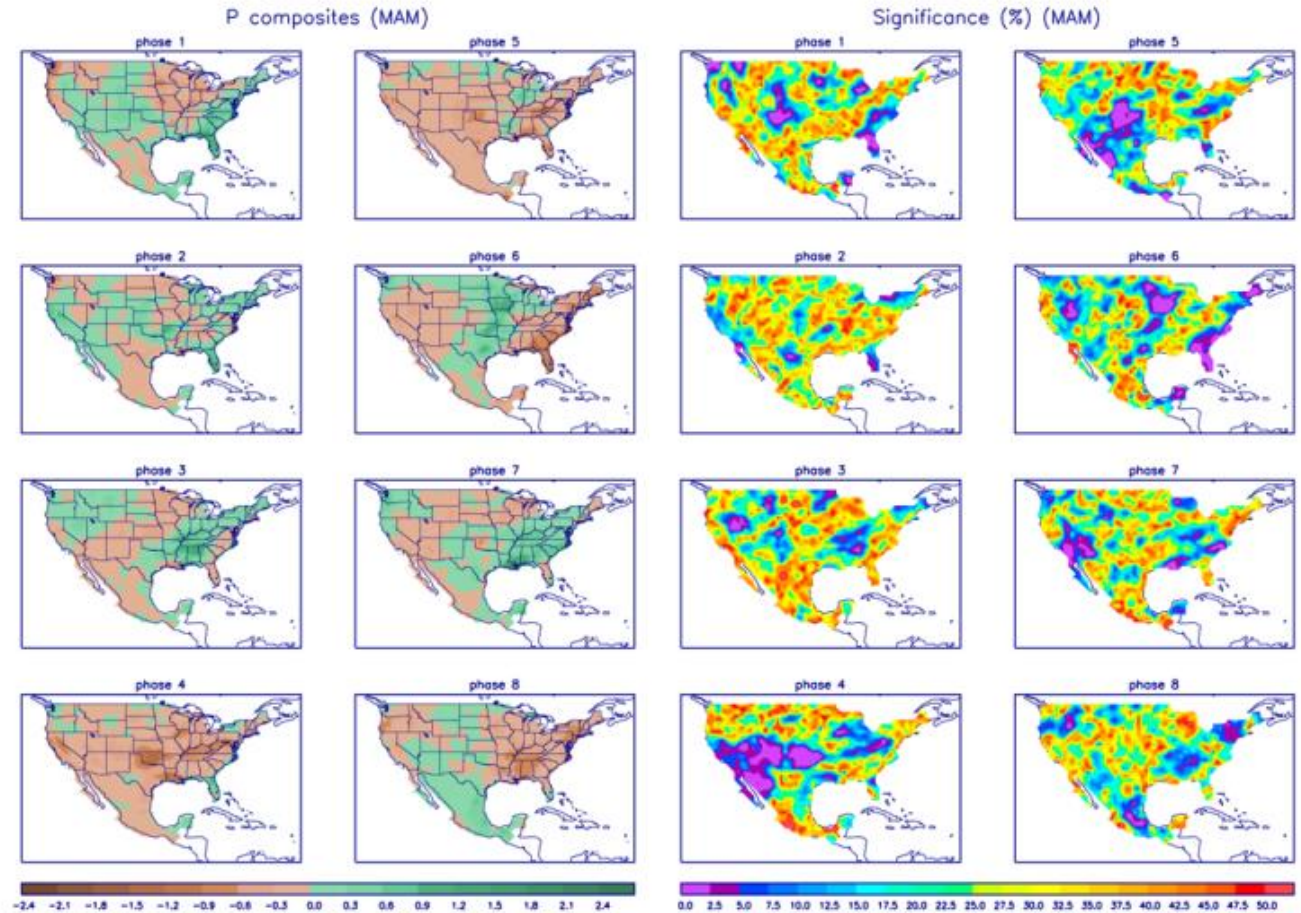 P composites (MAM)
Significance (%) (MAM)
phase 1
phase 5
phase 1
phase 5
phase 2
phase 6
phase 2
phase 6
phase 3
phase 7
phase 3
phase 7
phase 4
phase 8
phase 4
phase 8
-2.4 -2.1 -1.8 -1.5 -1.2 -0.9 -0.6 -0.3 0.0 0.3 0.6 0.9 1.2 1.5 1.8 2.1 2.4
0.0 2.5 5.0 7.5 10.0 12.5 15.0 17.5 20.0 22.5 25.0 27.5 30.0 32.5 35.0 37.5 40.0 42.5 45.0 47.5 50.0